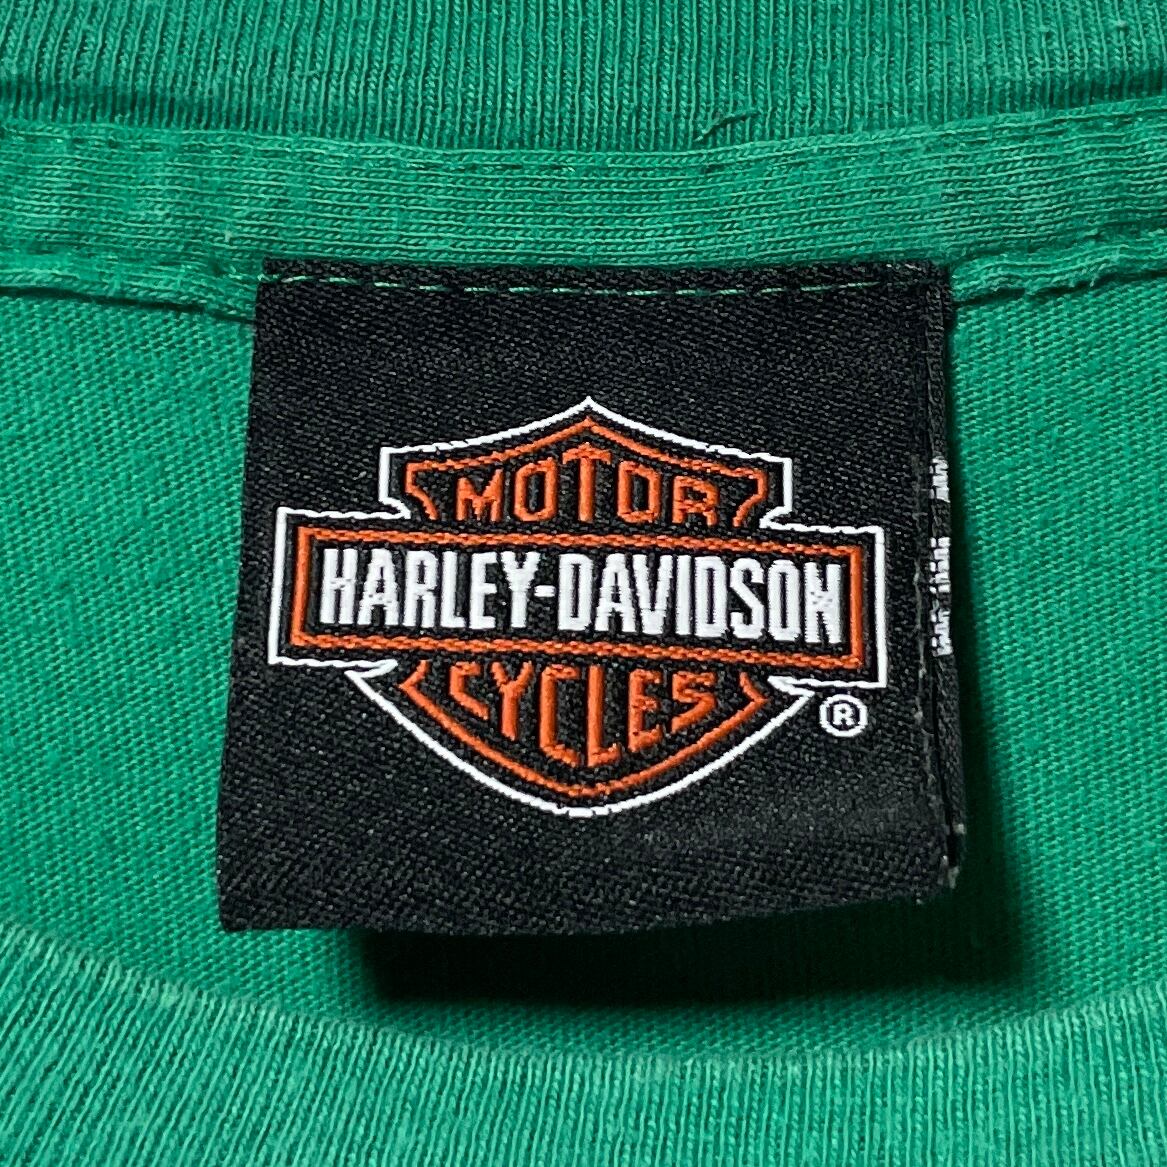 MOTOR
HARLEY-DAVIDSON
CYCLES
®